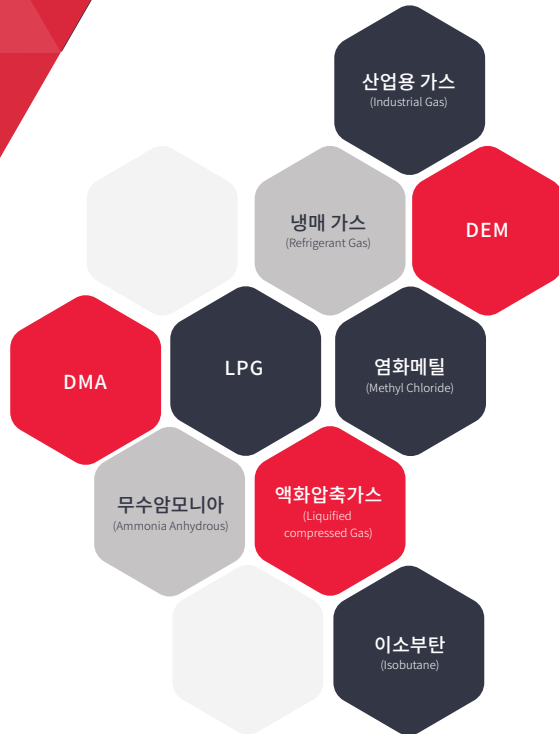 산업용 가스
(Industrial Gas)
냉매 가스
(Refrigerant Gas)
DEM
DMA
LPG
염화메틸
(Methyl Chloride)
무수암모니아
(Ammonia Anhydrous)
액화압축가스
(Liquified
compressed Gas)
이소부탄
(Isobutane)